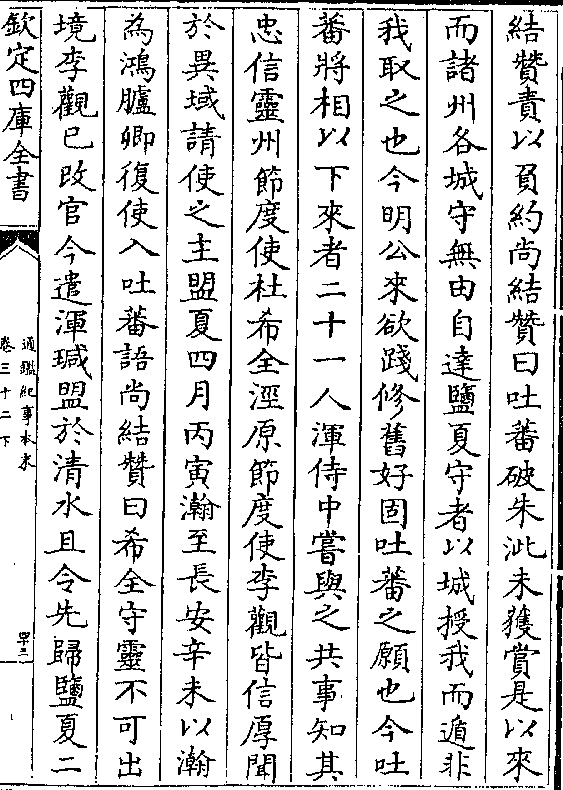 結贊責以負約尚結贊曰吐蕃破朱泚未獲賞是以來
而諸州各城守無由自達鹽夏守者以城授我而遁非
我取之也今明公來欲踐修舊好固吐蕃之願也今吐
蕃將相以下來者二十一人渾侍中嘗與之共事知其
忠信靈州節度使杜希全涇原節度使李觀皆信厚聞
於異域請使之主盟夏四月丙寅瀚至長安辛未以瀚
為鴻臚卿復使入吐蕃語尚結贊曰希全守靈不可出
境李觀已改官今遣渾瑊盟於清水且令先歸鹽夏二
欽定四庫全書
通鑑紀事本末
卷三十二下